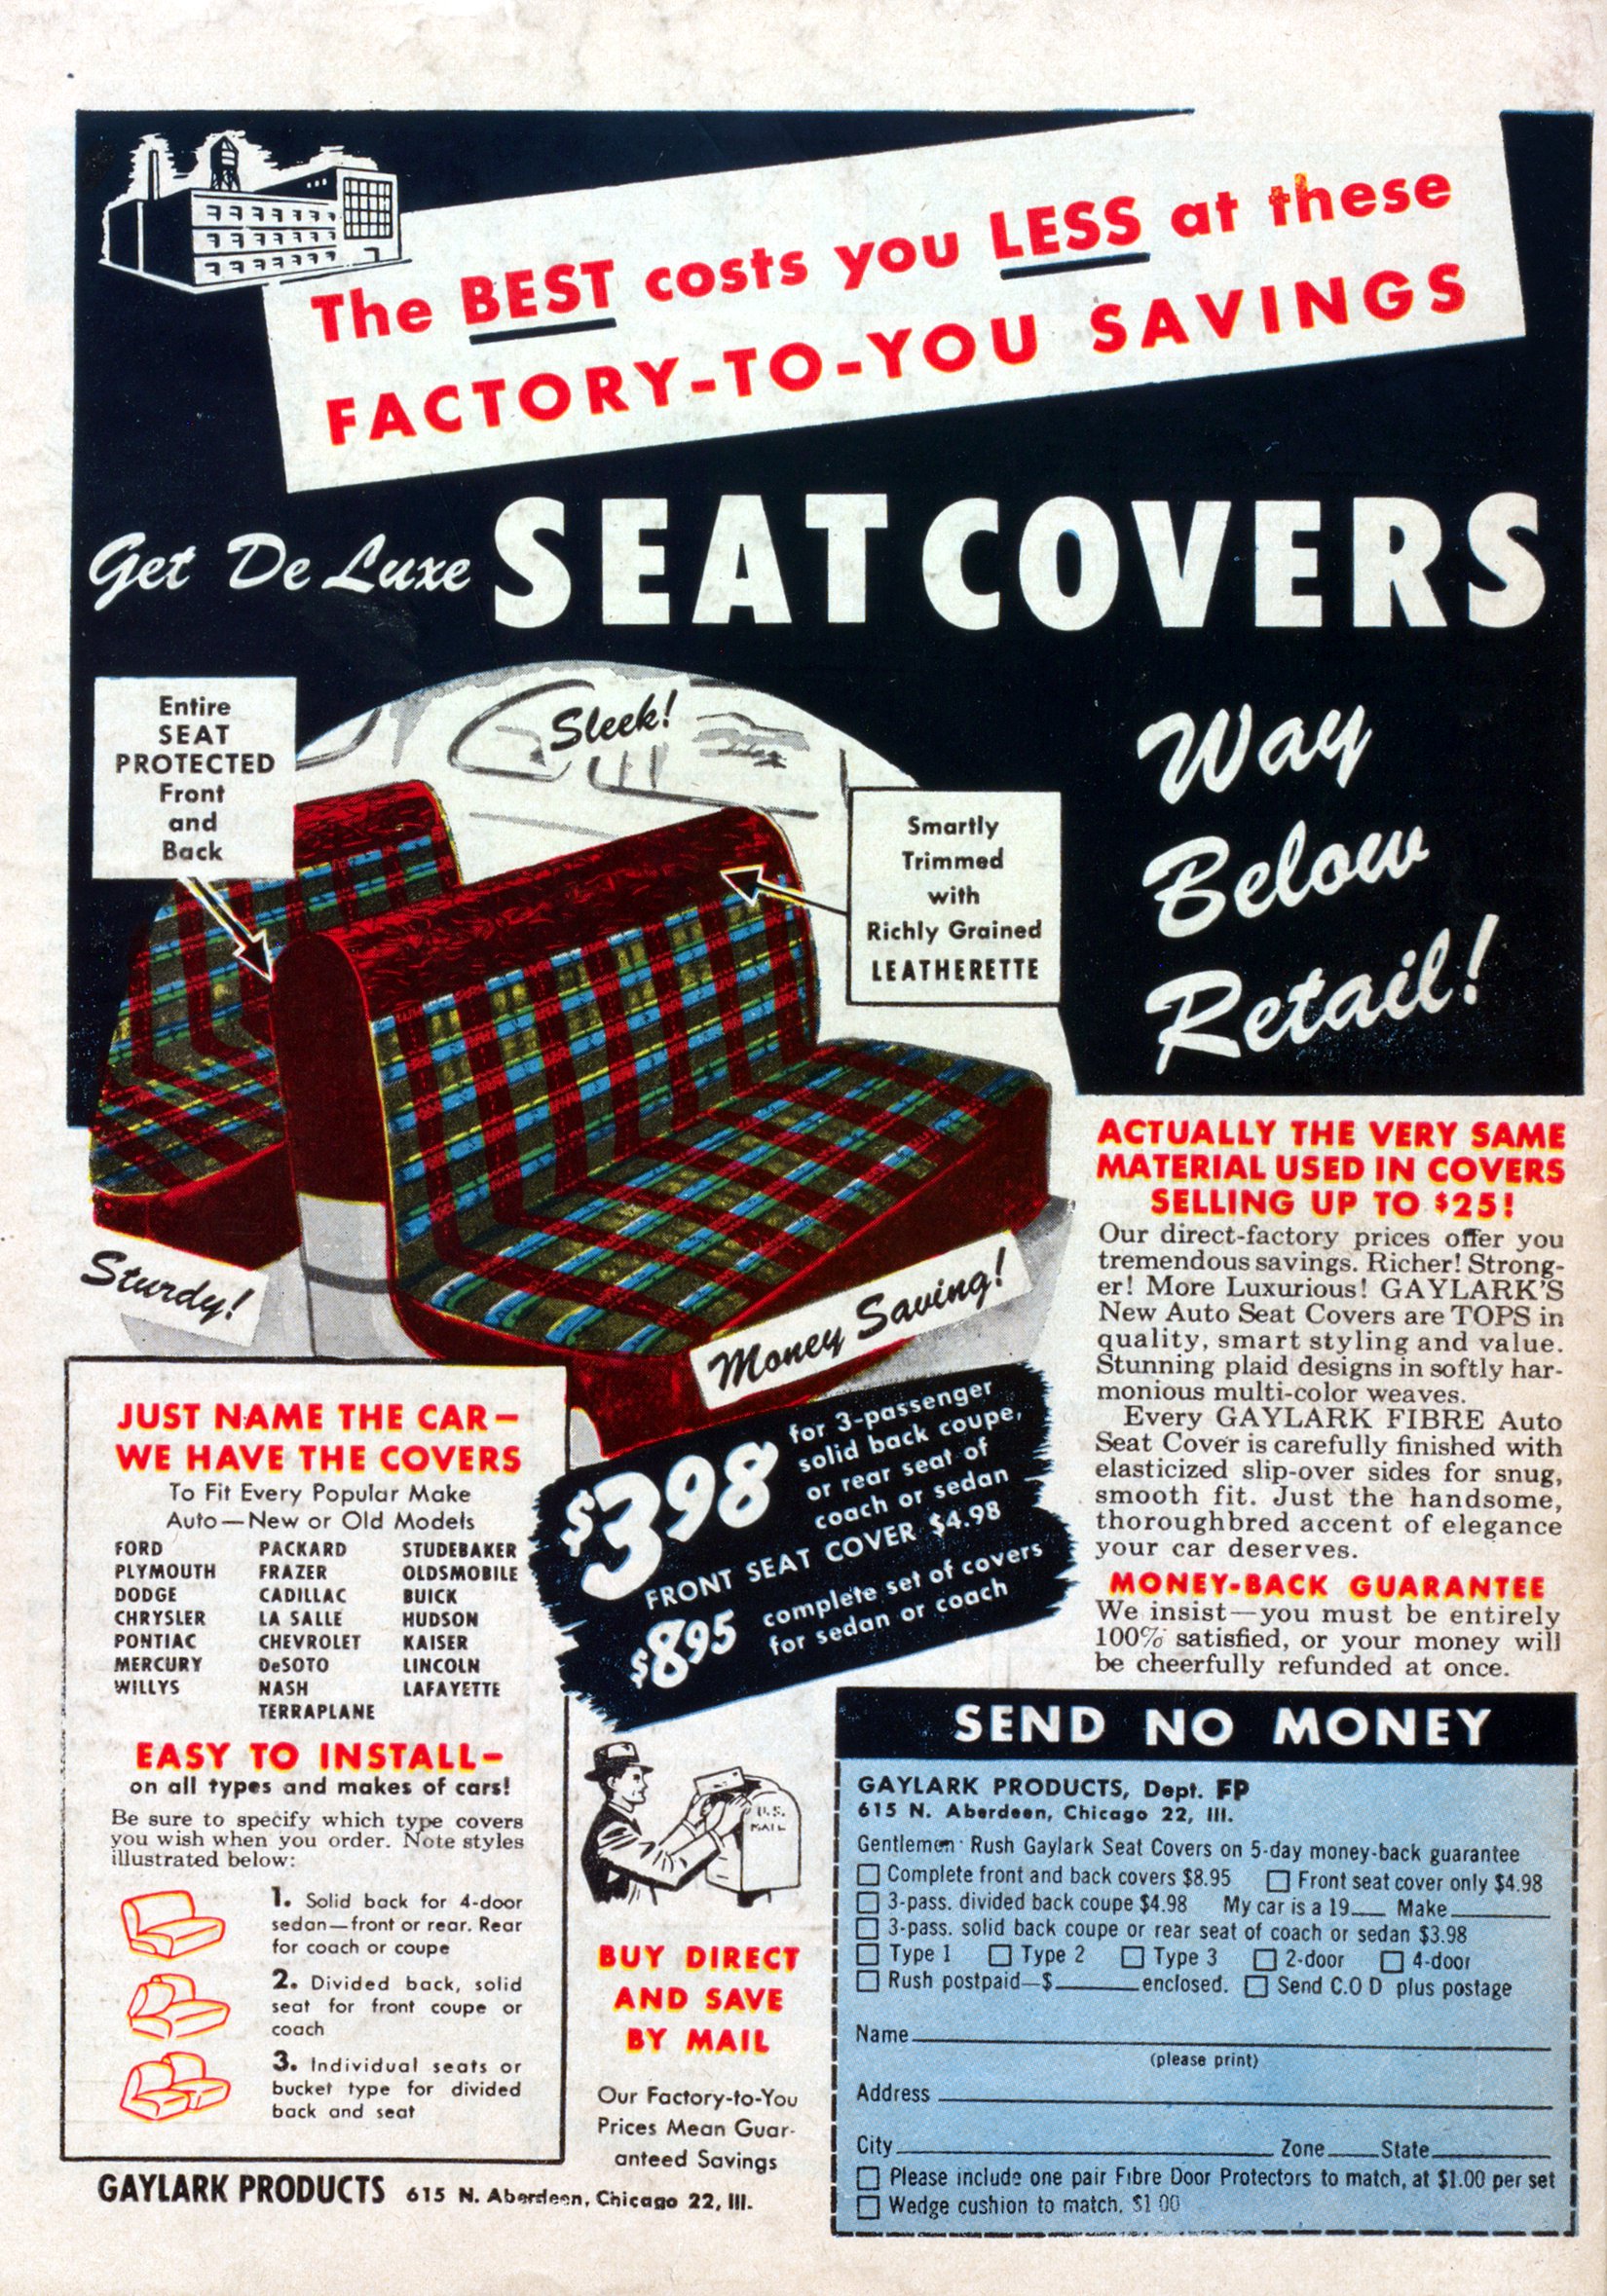 The BEST costs you LESS at these
FACTORY-TO-YOU SAVINGS
Get De Luxe SEAT COVERS
Way
Below
Retail!
Entire
SEAT
PROTECTED
Front
and
Back
Sleek!
Smartly
Trimmed
with
Richly Grained
LEATHERETTE
Sturdy!
Money Saving!
ACTUALLY THE VERY SAME
MATERIAL USED IN COVERS
SELLING UP TO $25!
Our direct-factory prices offer you
tremendous savings. Richer! Strong-
er! More Luxurious! GAYLARK'S
New Auto Seat Covers are TOPS in
quality, smart styling and value.
Stunning plaid designs in softly har-
monious multi-color weaves.
Every GAYLARK FIBRE Auto
Seat Cover is carefully finished with
elasticized slip-over sides for snug,
smooth fit. Just the handsome,
thoroughbred accent of elegance
your car deserves.
MONEY-BACK GUARANTEE
We insist—you must be entirely
100% satisfied, or your money will
be cheerfully refunded at once.
$3.98 for 3-passenger
solid back coupe,
or rear seat of
coach or sedan
FRONT SEAT COVER $4.98
$8.95 complete set of covers
for sedan or coach
JUST NAME THE CAR—
WE HAVE THE COVERS
To Fit Every Popular Make
Auto—New or Old Models
FORD PACKARD STUDEBAKER
PLYMOUTH FRAZER OLDSMOBILE
DODGE CADILLAC BUICK
CHRYSLER LA SALLE HUDSON
PONTIAC CHEVROLET KAISER
MERCURY DeSOTO LINCOLN
WILLYS NASH LAFAYETTE
TERRAPLANE
EASY TO INSTALL—
on all types and makes of cars!
Be sure to specify which type covers
you wish when you order. Note styles
illustrated below:
1. Solid back for 4-door
sedan—front or rear. Rear
for coach or coupe
2. Divided back, solid
seat for front coupe or
coach
3. Individual seats or
bucket type for divided
back and seat
GAYLARK PRODUCTS 615 N. Aberdeen, Chicago 22, Ill.
U.S.
MAIL
BUY DIRECT
AND SAVE
BY MAIL
Our Factory-to-You
Prices Mean Guar-
anteed Savings
SEND NO MONEY
GAYLARK PRODUCTS, Dept. FP
615 N. Aberdeen, Chicago 22, Ill.
Gentlemen: Rush Gaylark Seat Covers on 5-day money-back guarantee
Complete front and back covers $8.95 Front seat cover only $4.98
3-pass. divided back coupe $4.98 My car is a 19___ Make________
3-pass. solid back coupe or rear seat of coach or sedan $3.98
Type 1 Type 2 Type 3 2-door 4-door
Rush postpaid—$______enclosed. Send C.O D plus postage
Name
(please print)
Address
City Zone State
Please include one pair Fibre Door Protectors to match, at $1.00 per set
Wedge cushion to match. $1 00